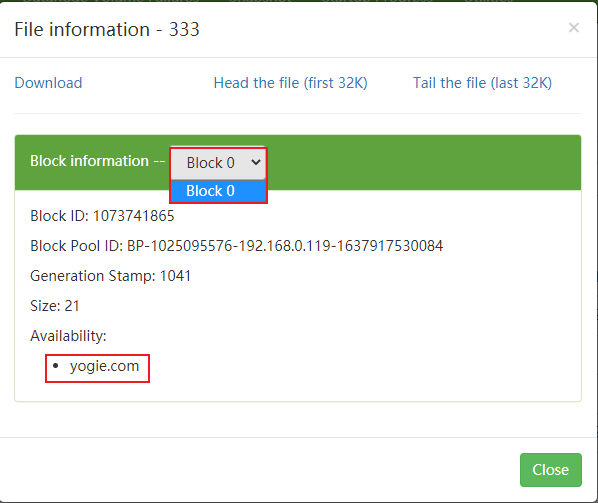 File information - 333
×
Download Head the file (first 32K) Tail the file (last 32K)
Block information -- Block 0
Block 0
Block ID: 1073741865
Block Pool ID: BP-1025095576-192.168.0.119-1637917530084
Generation Stamp: 1041
Size: 21
Availability:
• yogie.com
Close